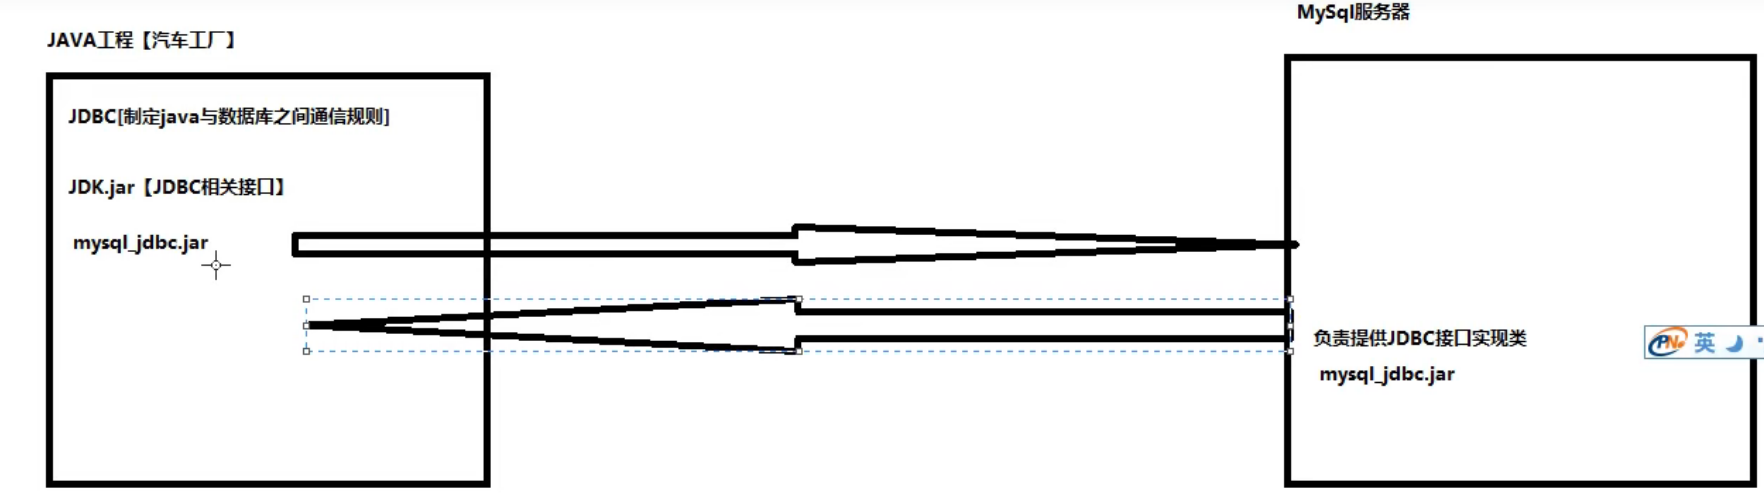 MySql服务器
JAVA工程【汽车工厂】
JDBC[制定java与数据库之间通信规则]
JDK.jar【JDBC相关接口】
mysql_jdbc.jar
负责提供JDBC接口实现类
mysql_jdbc.jar
英